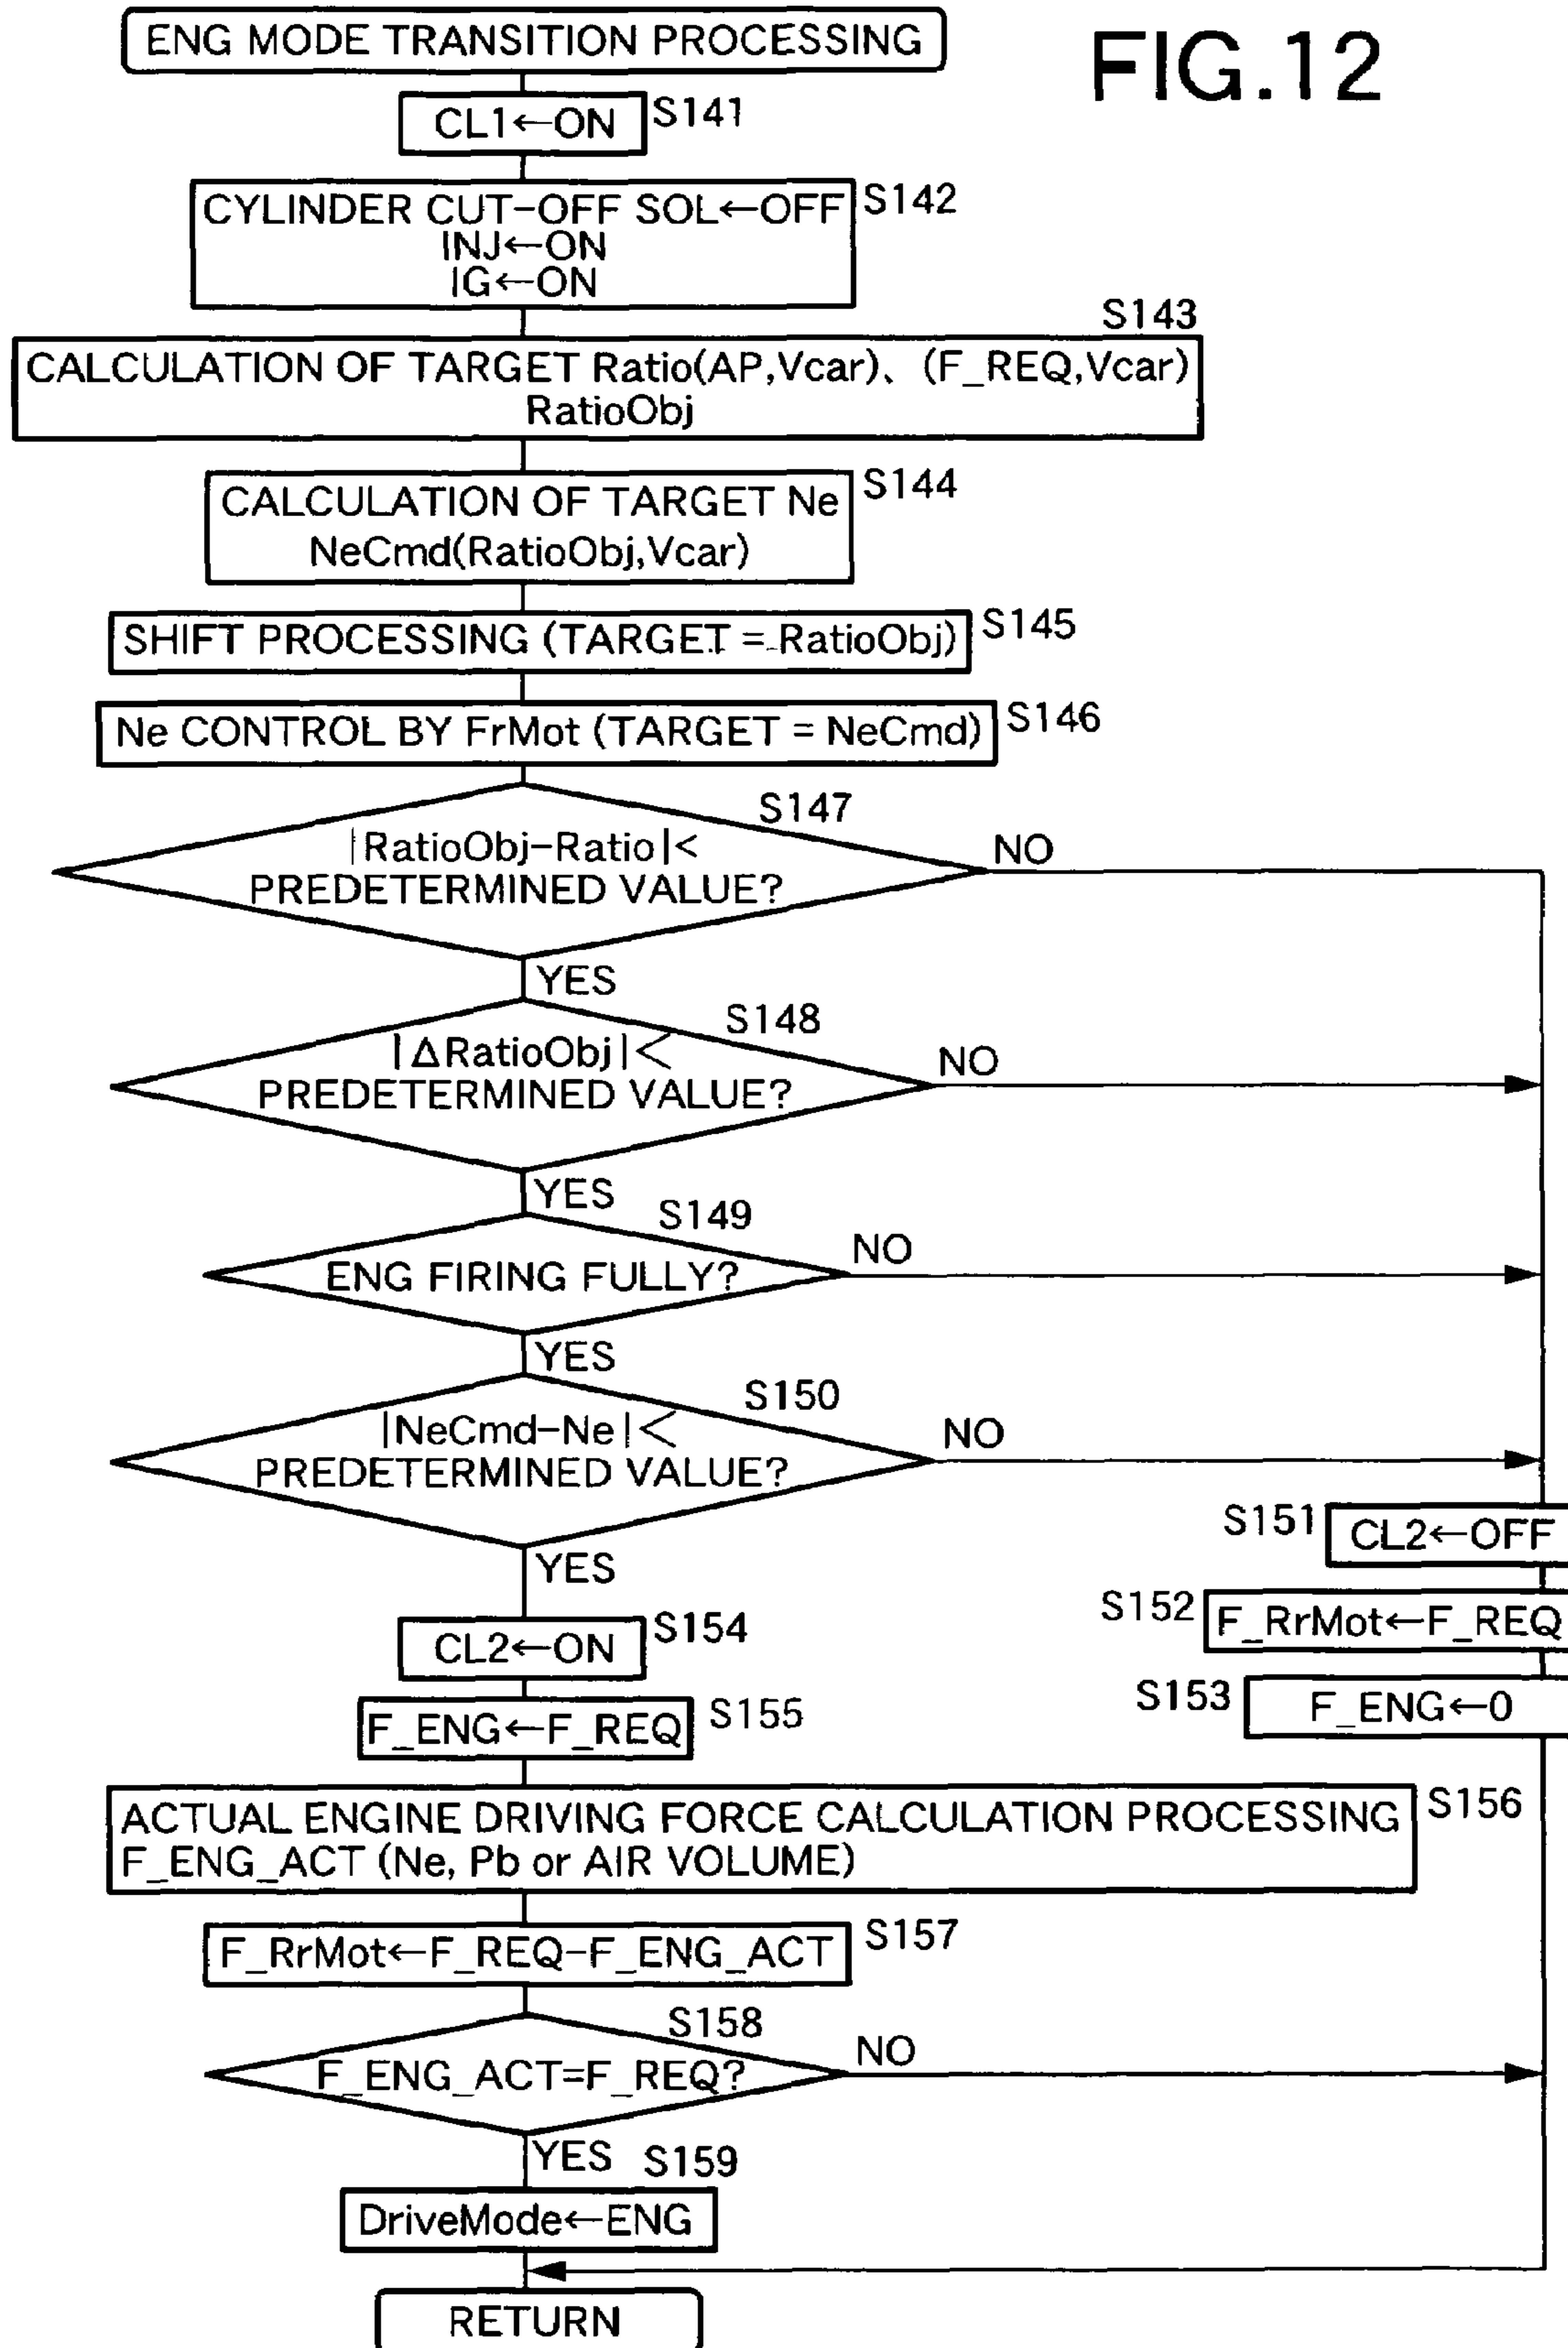 FIG.12
ENG MODE TRANSITION PROCESSING
CL1←ON
S141
CYLINDER CUT-OFF SOL←OFF
INJ←ON
IG←ON
S142
S143
CALCULATION OF TARGET Ratio(AP,Vcar)、(F_REQ,Vcar)
RatioObj
CALCULATION OF TARGET Ne
NeCmd(RatioObj,Vcar)
S144
SHIFT PROCESSING (TARGET = RatioObj)
S145
Ne CONTROL BY FrMot (TARGET = NeCmd)
S146
S147
|RatioObj-Ratio|<
PREDETERMINED VALUE?
NO
YES
S148
|ΔRatioObj|<
PREDETERMINED VALUE?
NO
YES
S149
ENG FIRING FULLY?
NO
YES
S150
|NeCmd-Ne|<
PREDETERMINED VALUE?
NO
YES
S151
CL2←OFF
S152
F_RrMot←F_REQ
S153
F_ENG←0
CL2←ON
S154
F_ENG←F_REQ
S155
ACTUAL ENGINE DRIVING FORCE CALCULATION PROCESSING
F_ENG_ACT (Ne, Pb or AIR VOLUME)
S156
F_RrMot←F_REQ-F_ENG_ACT
S157
S158
F_ENG_ACT=F_REQ?
NO
YES
S159
DriveMode←ENG
RETURN